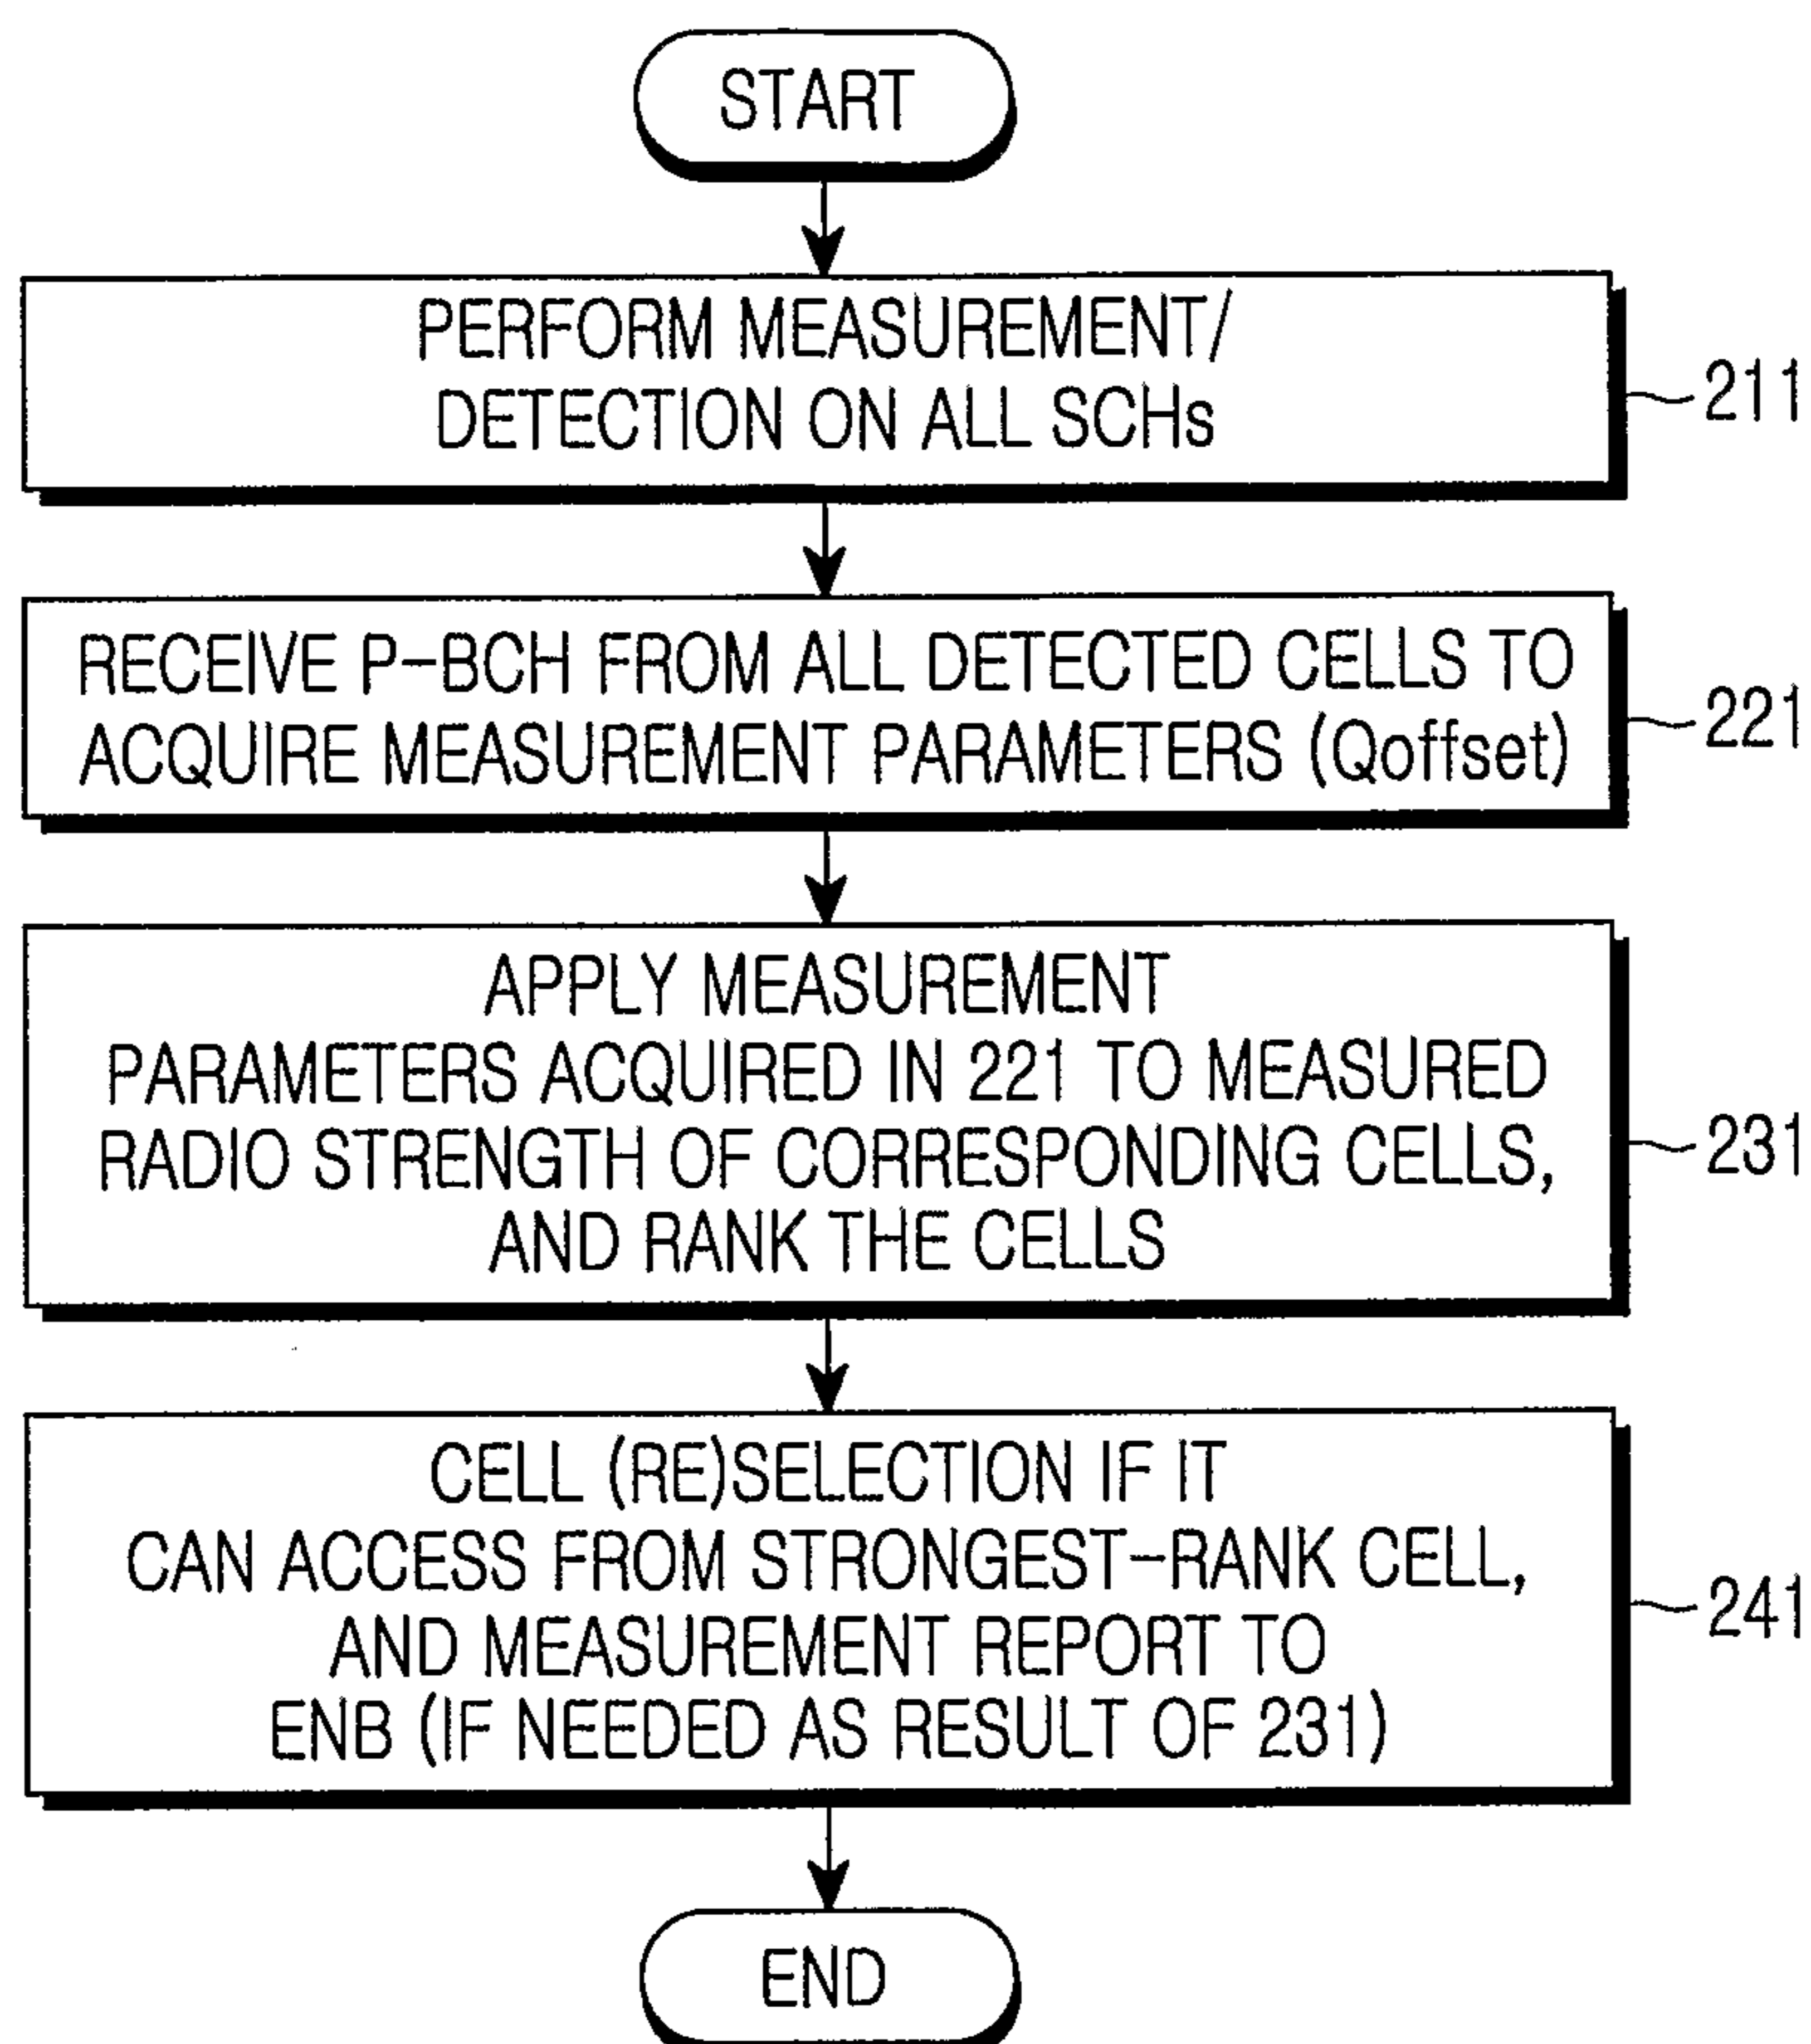 START
PERFORM MEASUREMENT/
DETECTION ON ALL SCHs
211
RECEIVE P-BCH FROM ALL DETECTED CELLS TO
ACQUIRE MEASUREMENT PARAMETERS (Qoffset)
221
APPLY MEASUREMENT
PARAMETERS ACQUIRED IN 221 TO MEASURED
RADIO STRENGTH OF CORRESPONDING CELLS,
AND RANK THE CELLS
231
CELL (RE)SELECTION IF IT
CAN ACCESS FROM STRONGEST-RANK CELL,
AND MEASUREMENT REPORT TO
ENB (IF NEEDED AS RESULT OF 231)
241
END